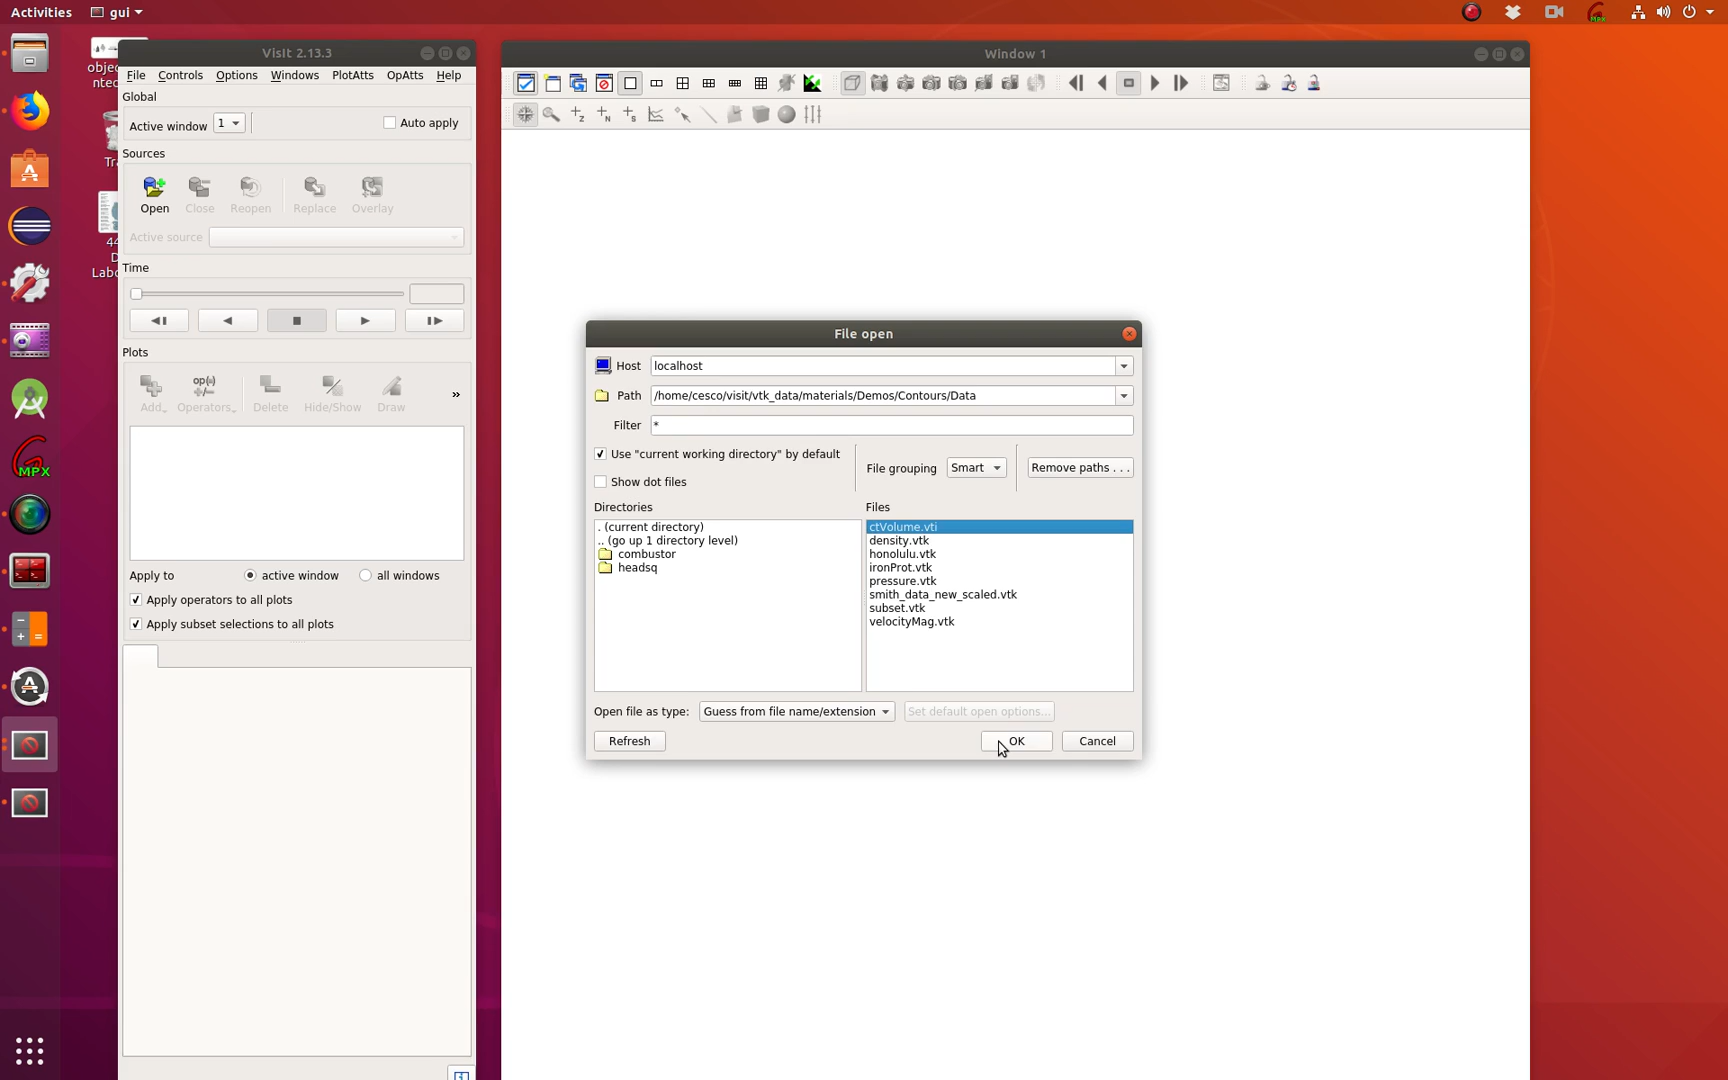 Activities gui
objec
ntec
Tra
44
D
Labo
VisIt 2.13.3
File Controls Options Windows PlotAtts OpAtts Help
Global
Active window 1 Auto apply
Sources
Open Close Reopen Replace Overlay
Active source
Time
Plots
Add Operators Delete Hide/Show Draw »
Apply to active window all windows
Apply operators to all plots
Apply subset selections to all plots
Window 1
File open
Host localhost
Path /home/cesco/visit/vtk_data/materials/Demos/Contours/Data
Filter *
Use "current working directory" by default
Show dot files
File grouping Smart Remove paths . . .
Directories
. (current directory)
.. (go up 1 directory level)
combustor
headsq
Files
ctVolume.vti
density.vtk
honolulu.vtk
ironProt.vtk
pressure.vtk
smith_data_new_scaled.vtk
subset.vtk
velocityMag.vtk
Open file as type: Guess from file name/extension Set default open options...
Refresh OK Cancel
MPX
MPX